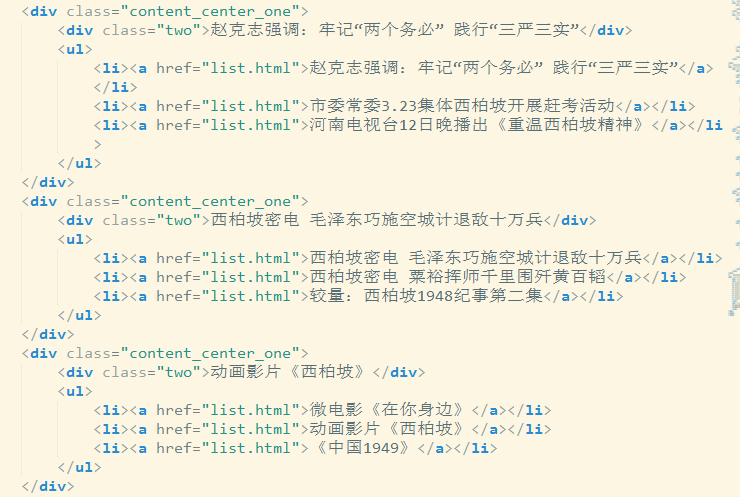 <div class="content_center_one">
<div class="two">赵克志强调：牢记“两个务必” 践行“三严三实”</div>
<ul>
<li><a href="list.html">赵克志强调：牢记“两个务必” 践行“三严三实”</a>
</li>
<li><a href="list.html">市委常委3.23集体西柏坡开展赶考活动</a></li>
<li><a href="list.html">河南电视台12日晚播出《重温西柏坡精神》</a></li
>
</ul>
</div>
<div class="content_center_one">
<div class="two">西柏坡密电 毛泽东巧施空城计退敌十万兵</div>
<ul>
<li><a href="list.html">西柏坡密电 毛泽东巧施空城计退敌十万兵</a></li>
<li><a href="list.html">西柏坡密电 粟裕挥师千里围歼黄百韬</a></li>
<li><a href="list.html">较量：西柏坡1948纪事第二集</a></li>
</ul>
</div>
<div class="content_center_one">
<div class="two">动画影片《西柏坡》</div>
<ul>
<li><a href="list.html">微电影《在你身边》</a></li>
<li><a href="list.html">动画影片《西柏坡》</a></li>
<li><a href="list.html">《中国1949》</a></li>
</ul>
</div>